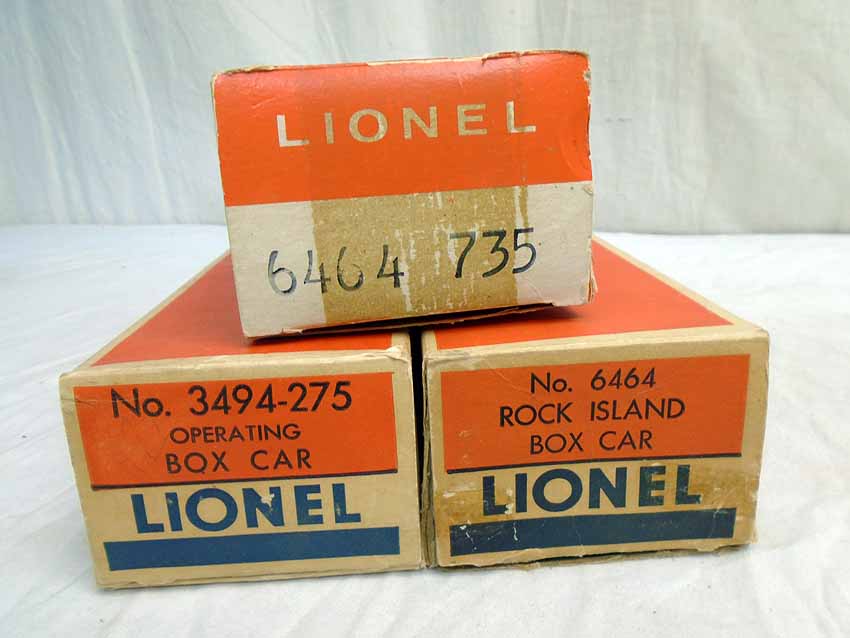 LIONEL
6464 735
No. 3494-275
OPERATING
BOX CAR
LIONEL
No. 6464
ROCK ISLAND
BOX CAR
LIONEL